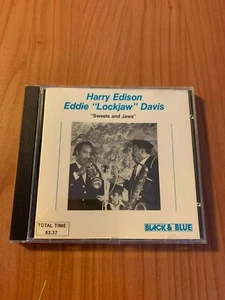 Harry Edison
Eddie "Lockjaw" Davis
"Sweets and Jaws"
TOTAL TIME
63.37
BLACK & BLUE